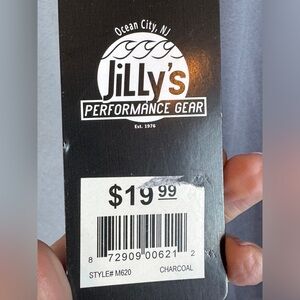 Ocean City, NJ
Jilly's
PERFORMANCE GEAR
Est. 1976
$19 99
8 72909 00621 2
STYLE# M620 CHARCOAL